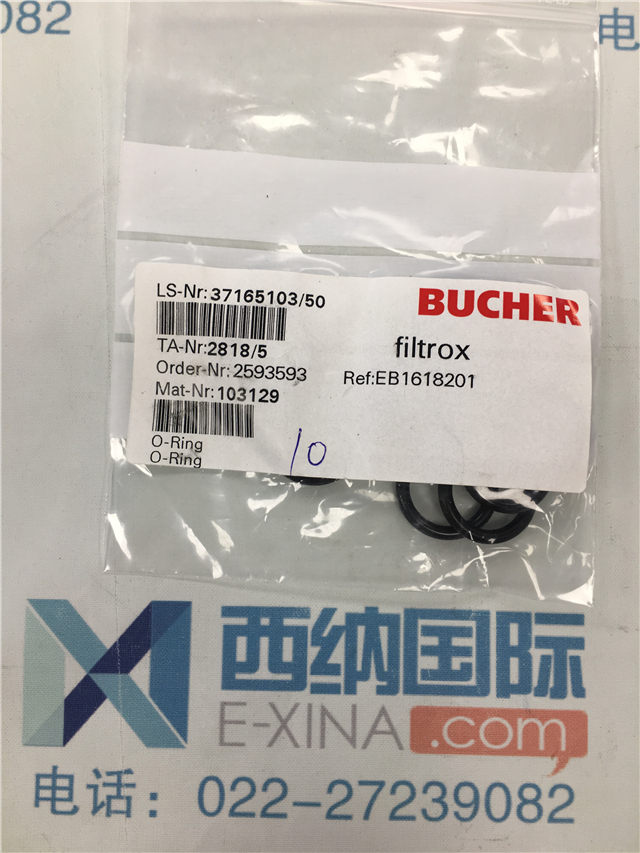 082
电
LS-Nr:37165103/50
BUCHER
TA-Nr:2818/5
filtrox
Order-Nr:2593593
Ref:EB1618201
Mat-Nr:103129
O-Ring
O-Ring
10
西纳国际
E-XINA.com
电话：022-27239082